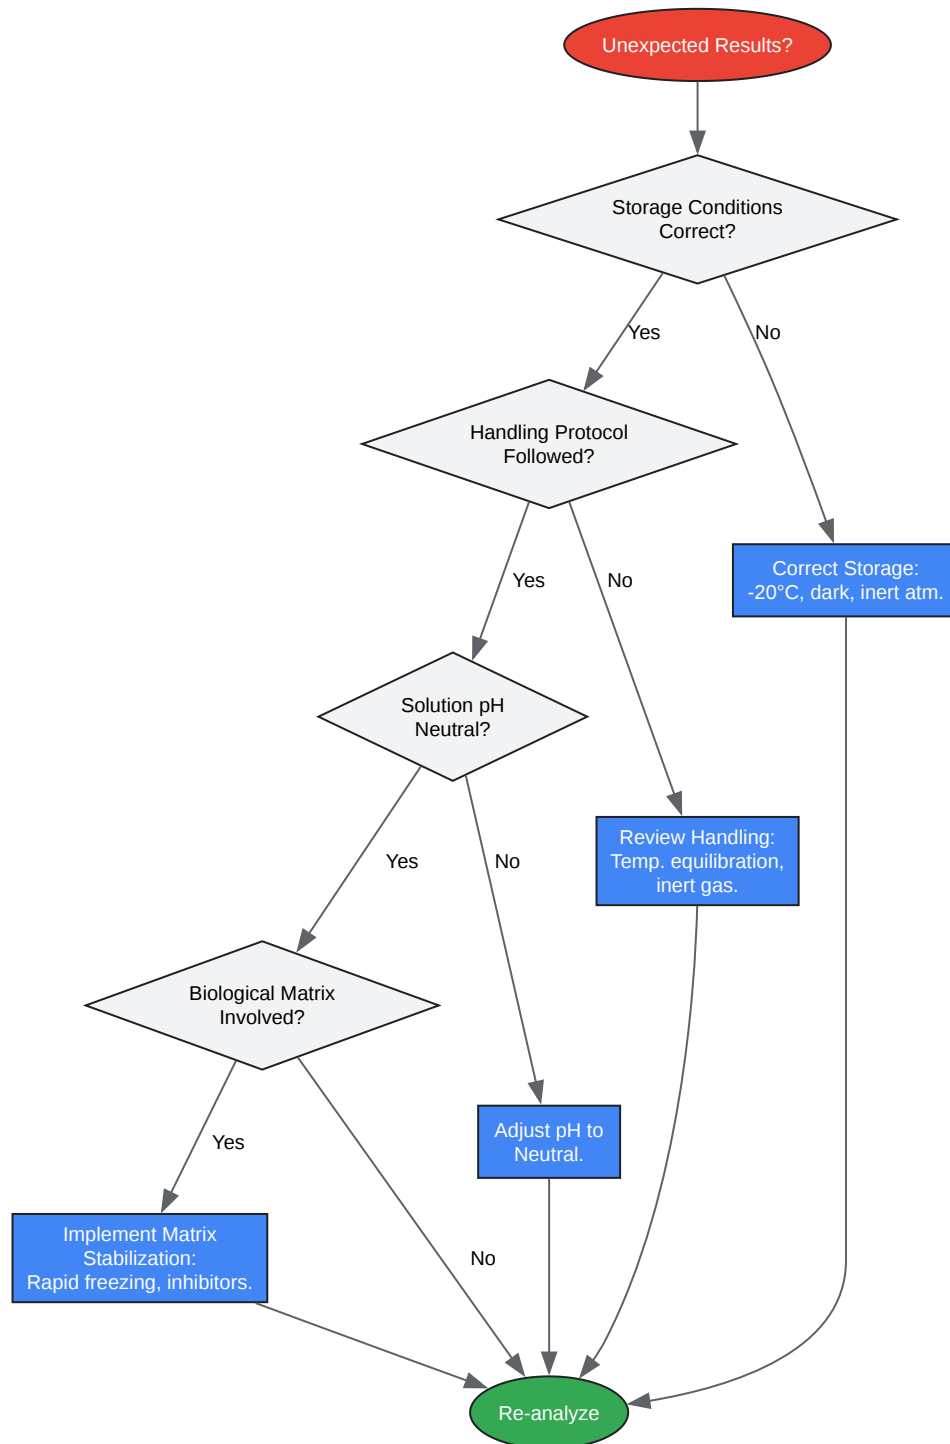 Unexpected Results?
Storage Conditions
Correct?
Yes
No
Handling Protocol
Followed?
Correct Storage:
-20°C, dark, inert atm.
Yes
No
Solution pH
Neutral?
Review Handling:
Temp. equilibration,
inert gas.
Yes
No
Biological Matrix
Involved?
Adjust pH to
Neutral.
Yes
Implement Matrix
Stabilization:
Rapid freezing, inhibitors.
No
Re-analyze